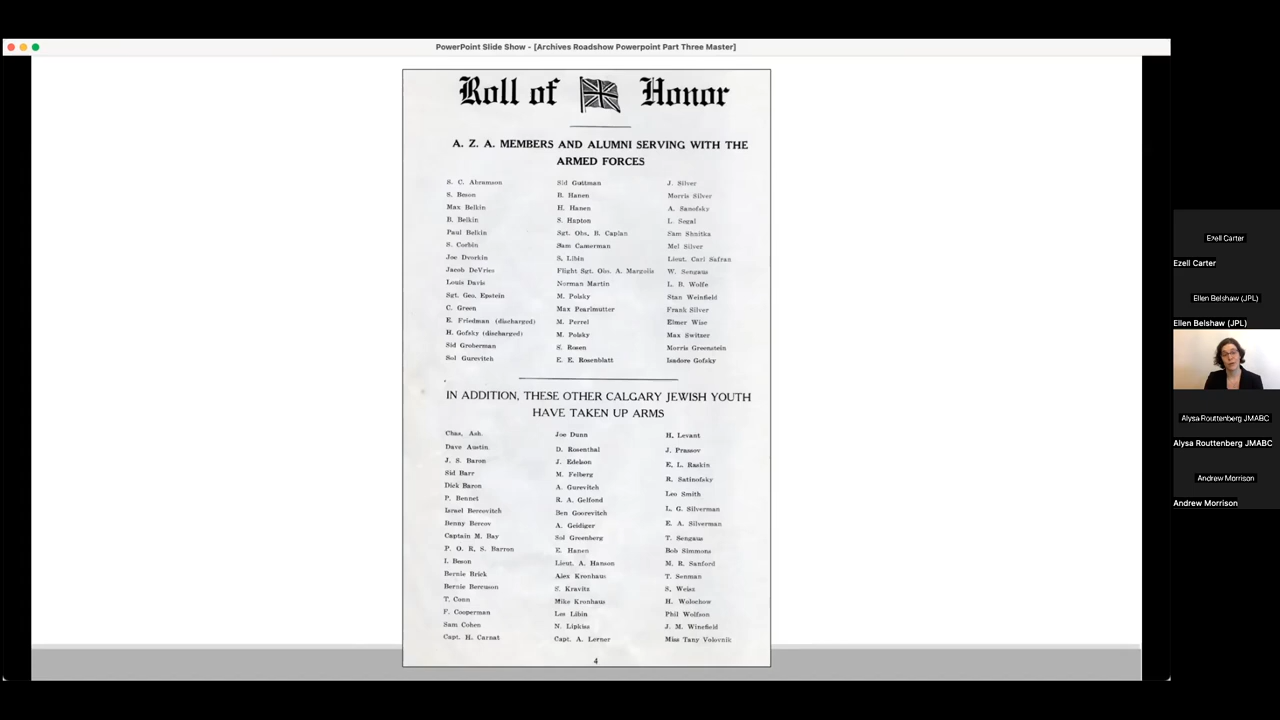 PowerPoint Slide Show - [Archives Roadshow Powerpoint Part Three Master]
Roll of Honor
A. Z. A. MEMBERS AND ALUMNI SERVING WITH THE
ARMED FORCES
S. C. Abramson
S. Beson
Max Belkin
B. Belkin
Paul Belkin
S. Corbin
Joe Dvorkin
Jacob DeVries
Louis Davis
Sgt. Geo. Epstein
C. Green
E. Friedman (discharged)
H. Gofsky (discharged)
Sid Groberman
Sol Gurevitch
Sid Guttman
B. Hanen
H. Hanen
S. Hapton
Sgt. Obs. B. Caplan
Sam Camerman
S. Libin
Flight Sgt. Obs. A. Margolis
Norman Martin
M. Polsky
Max Pearlmutter
M. Perrel
M. Polsky
S. Rosen
E. E. Rosenblatt
J. Silver
Morris Silver
A. Sanofsky
L. Segal
Sam Shnitka
Mel Silver
Lieut. Carl Safran
W. Sengaus
L. B. Wolfe
Stan Weinfield
Frank Silver
Elmer Wise
Max Switzer
Morris Greenstein
Isadore Gofsky
IN ADDITION, THESE OTHER CALGARY JEWISH YOUTH
HAVE TAKEN UP ARMS
Chas. Ash.
Dave Austin
J. S. Baron
Sid Barr
Dick Baron
P. Bennet
Israel Bercovitch
Benny Bercov
Captain M. Bay
P. O. R. S. Barron
I. Beson
Bernie Brick
Bernie Bercuson
T. Conn
F. Cooperman
Sam Cohen
Capt. H. Carnat
Joe Dunn
D. Rosenthal
J. Edelson
M. Felberg
A. Gurevitch
R. A. Gelfond
Ben Goorevitch
A. Geidiger
Sol Greenberg
E. Hanen
Lieut. A. Hanson
Alex Kronhaus
S. Kravitz
Mike Kronhaus
Leo Libin
N. Lipkies
Capt. A. Lerner
H. Levant
J. Prassov
E. L. Raskin
R. Satinofsky
Leo Smith
L. G. Silverman
E. A. Silverman
T. Sengaus
Bob Simmons
M. R. Sanford
T. Senman
S. Weisz
H. Wolochow
Phil Wolfson
J. M. Winefield
Miss Tany Volovnik
4
Ezell Carter
Ezell Carter
Ellen Belshaw (JPL)
Ellen Belshaw (JPL)
Alysa Routtenberg JMABC
Alysa Routtenberg JMABC
Andrew Morrison
Andrew Morrison